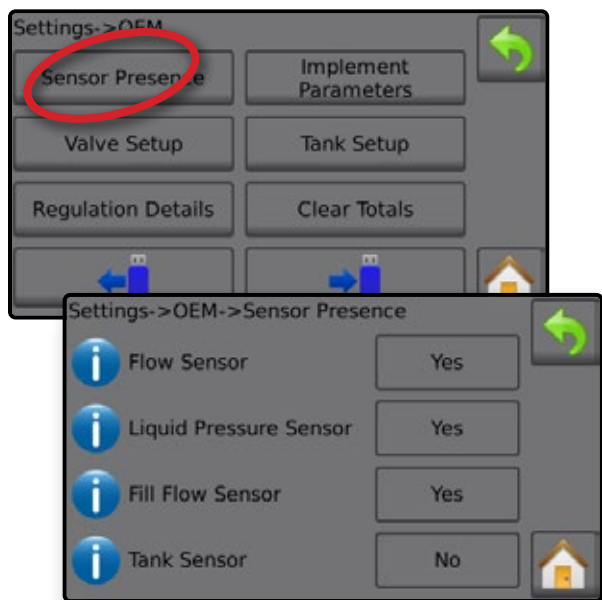 Settings->OEM
Sensor Presence
Implement
Parameters
Valve Setup
Tank Setup
Regulation Details
Clear Totals
Settings->OEM->Sensor Presence
Flow Sensor
Yes
Liquid Pressure Sensor
Yes
Fill Flow Sensor
Yes
Tank Sensor
No